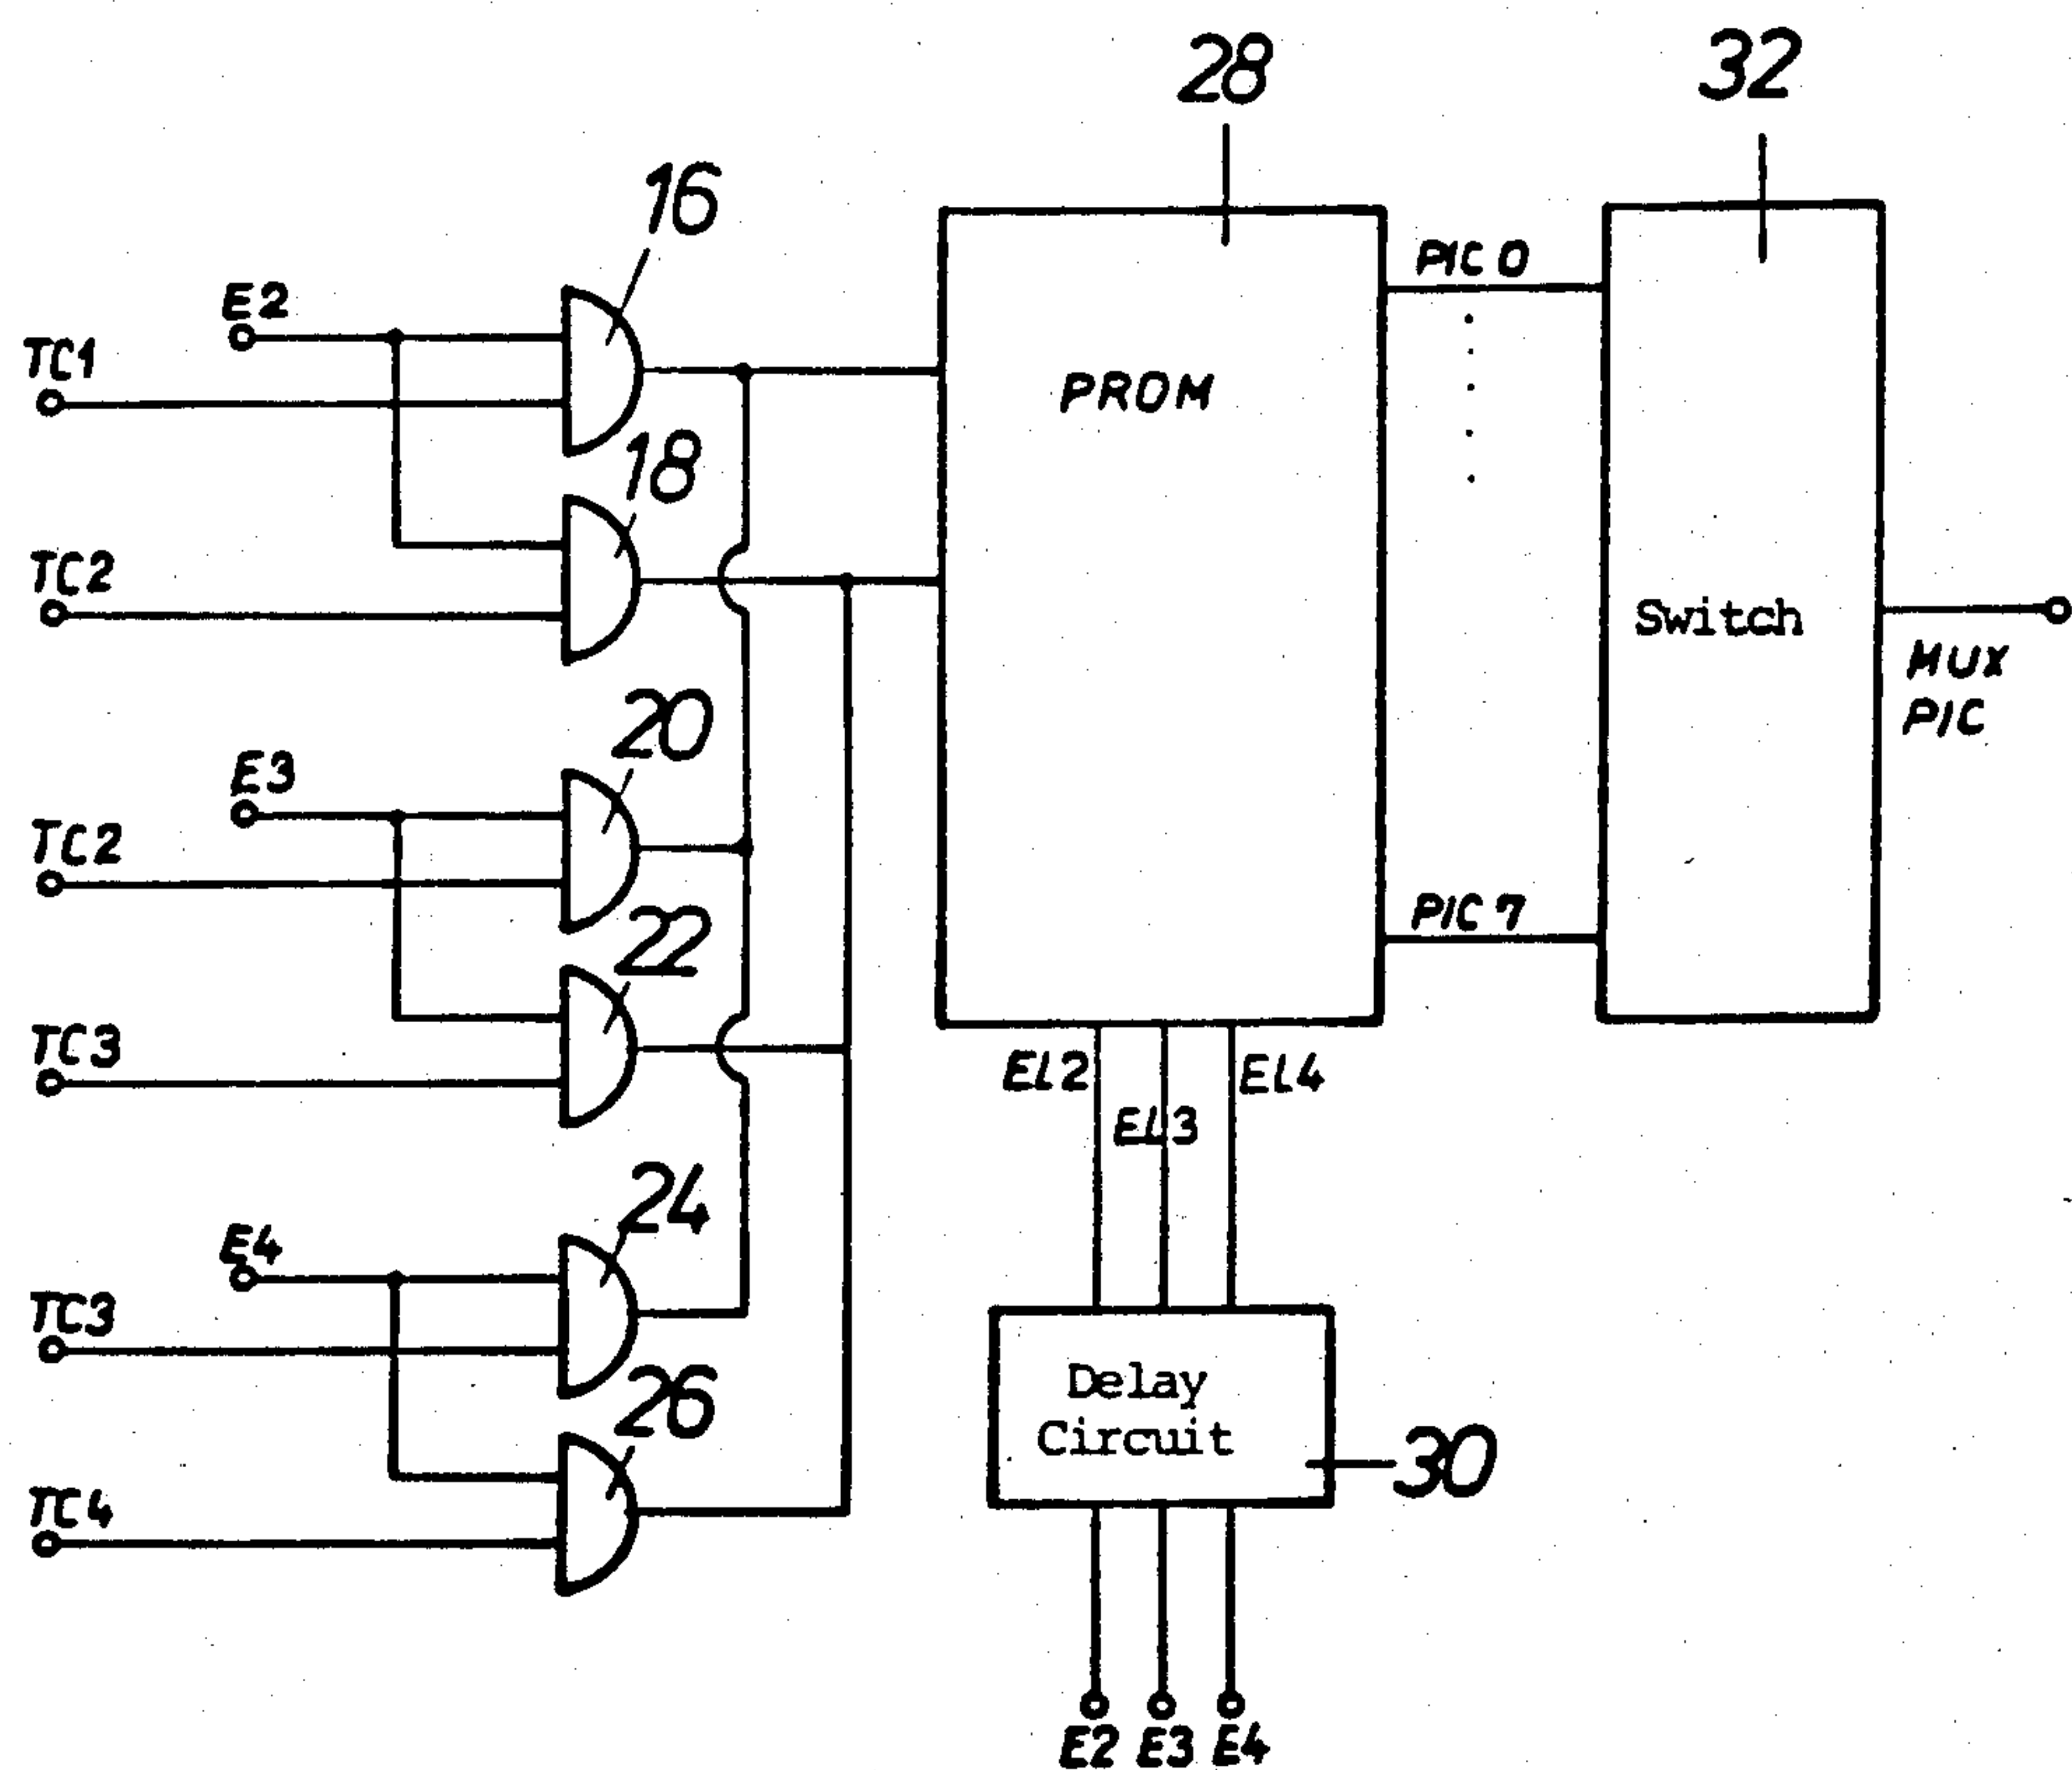 28
32
16
E2
PIC 0
TC1
PROM
18
TC2
Switch
MUX
PIC
20
E3
TC2
PIC 7
22
TC3
EL2
EL4
EL3
24
E4
TC3
26
Delay
Circuit
30
TC4
E2 E3 E4